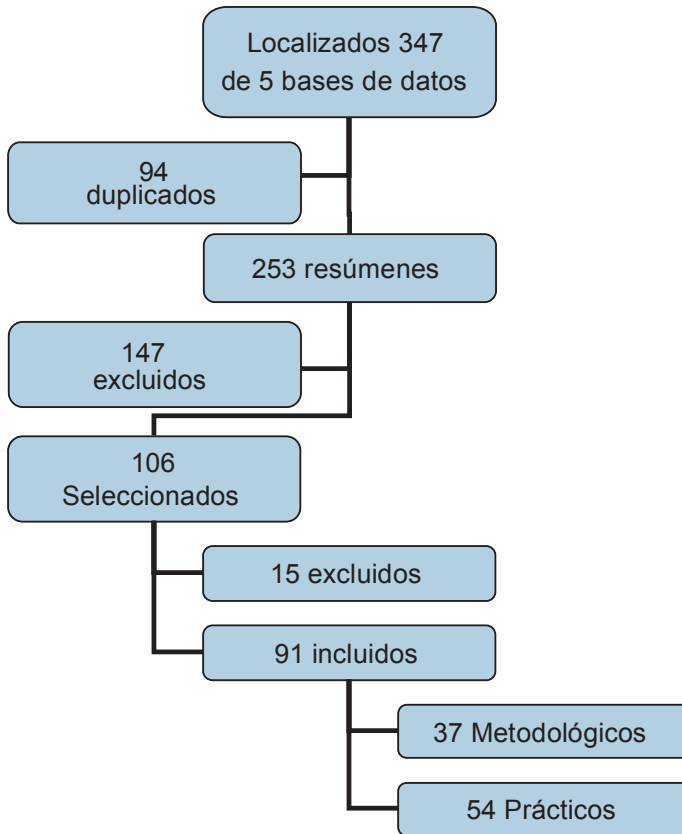 Localizados 347
de 5 bases de datos
94
duplicados
253 resúmenes
147
excluidos
106
Seleccionados
15 excluidos
91 incluidos
37 Metodológicos
54 Prácticos